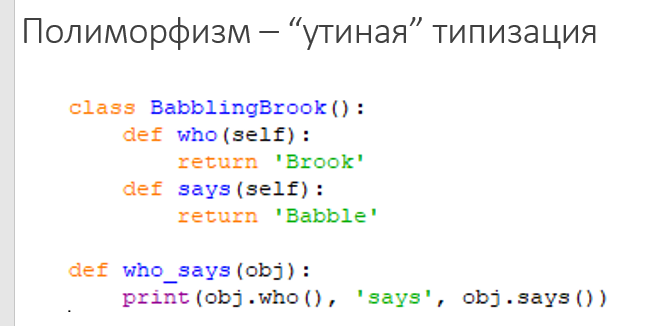 Полиморфизм – “утиная” типизация
class BabblingBrook():
    def who(self):
        return 'Brook'
    def says(self):
        return 'Babble'
def who_says(obj):
    print(obj.who(), 'says', obj.says())